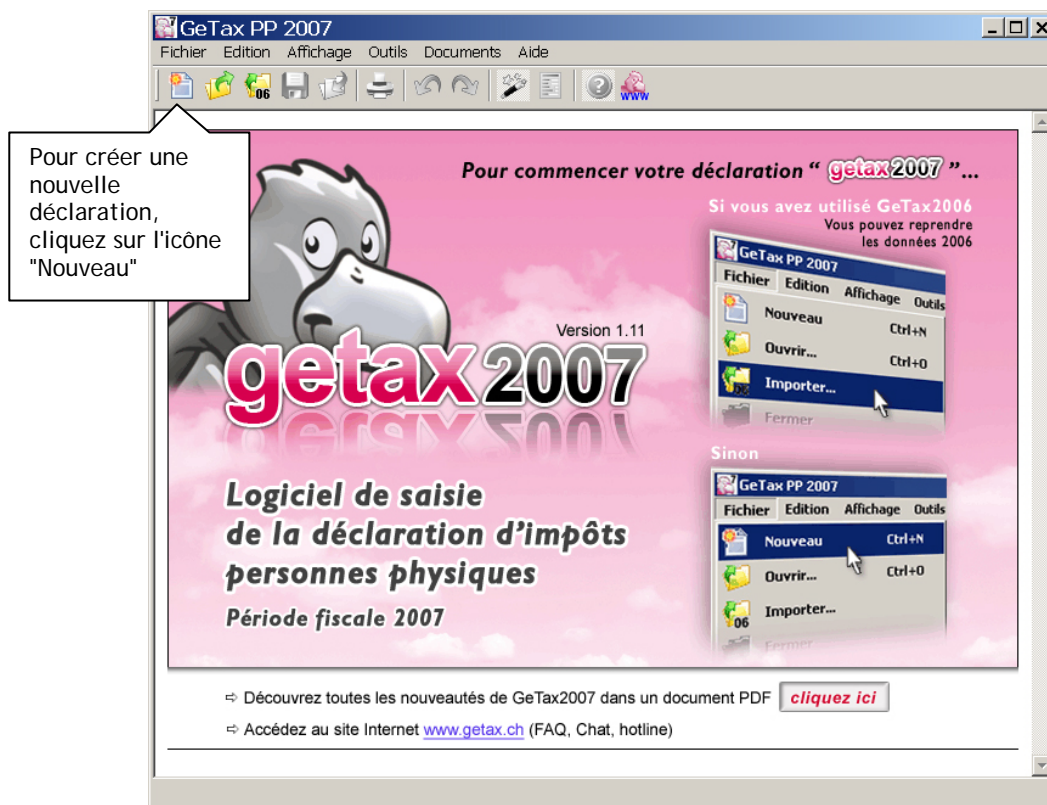 GeTax PP 2007
Fichier Edition Affichage Outils Documents Aide
06
www
Pour créer une
nouvelle
déclaration,
cliquez sur l'icône
"Nouveau"
Pour commencer votre déclaration “ getax2007 ”...
Si vous avez utilisé GeTax2006
Vous pouvez reprendre
les données 2006
GeTax PP 2007
Fichier Edition Affichage Outils
Nouveau Ctrl+N
Ouvrir... Ctrl+O
Importer...
Fermer
Version 1.11
getax 2007
Sinon
GeTax PP 2007
Fichier Edition Affichage Outils
Nouveau Ctrl+N
Ouvrir... Ctrl+O
06 Importer...
Fermer
Logiciel de saisie
de la déclaration d’impôts
personnes physiques
Période fiscale 2007
⇨ Découvrez toutes les nouveautés de GeTax2007 dans un document PDF cliquez ici
⇨ Accédez au site Internet www.getax.ch (FAQ, Chat, hotline)